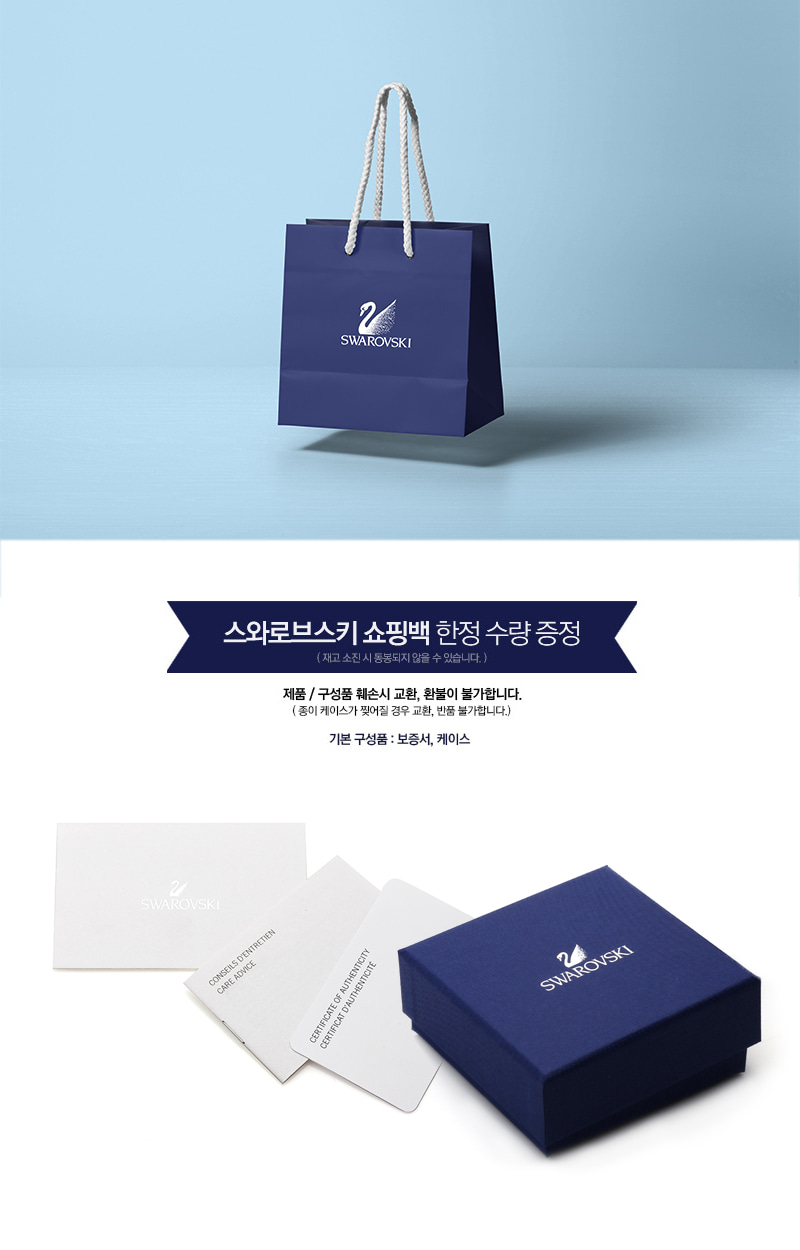 SWAROVSKI
스와로브스키 쇼핑백 한정 수량 증정
( 재고 소진 시 동봉되지 않을 수 있습니다. )
제품 / 구성품 훼손시 교환, 환불이 불가합니다.
( 종이 케이스가 찢어질 경우 교환, 반품 불가합니다.)
기본 구성품 : 보증서, 케이스
SWAROVSKI
CONSEILS D'ENTRETIEN
CARE ADVICE
CERTIFICATE OF AUTHENTICITY
CERTIFICAT D'AUTHENTICITÉ
SWAROVSKI